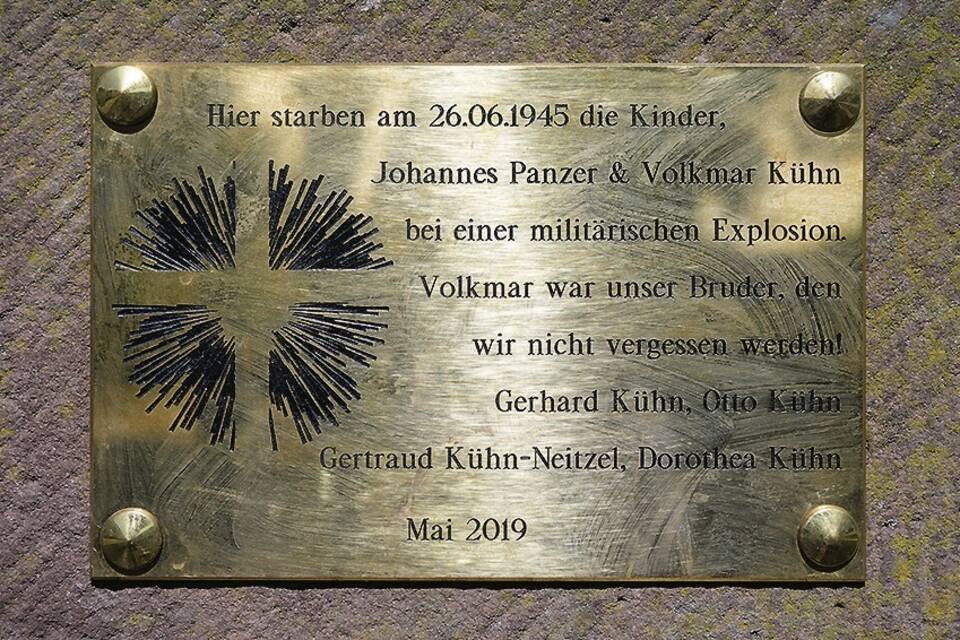 Hier starben am 26.06.1945 die Kinder,
Johannes Panzer & Volkmar Kühn
bei einer militärischen Explosion.
Volkmar war unser Bruder, den
wir nicht vergessen werden!
Gerhard Kühn, Otto Kühn
Gertraud Kühn-Neitzel, Dorothea Kühn
Mai 2019